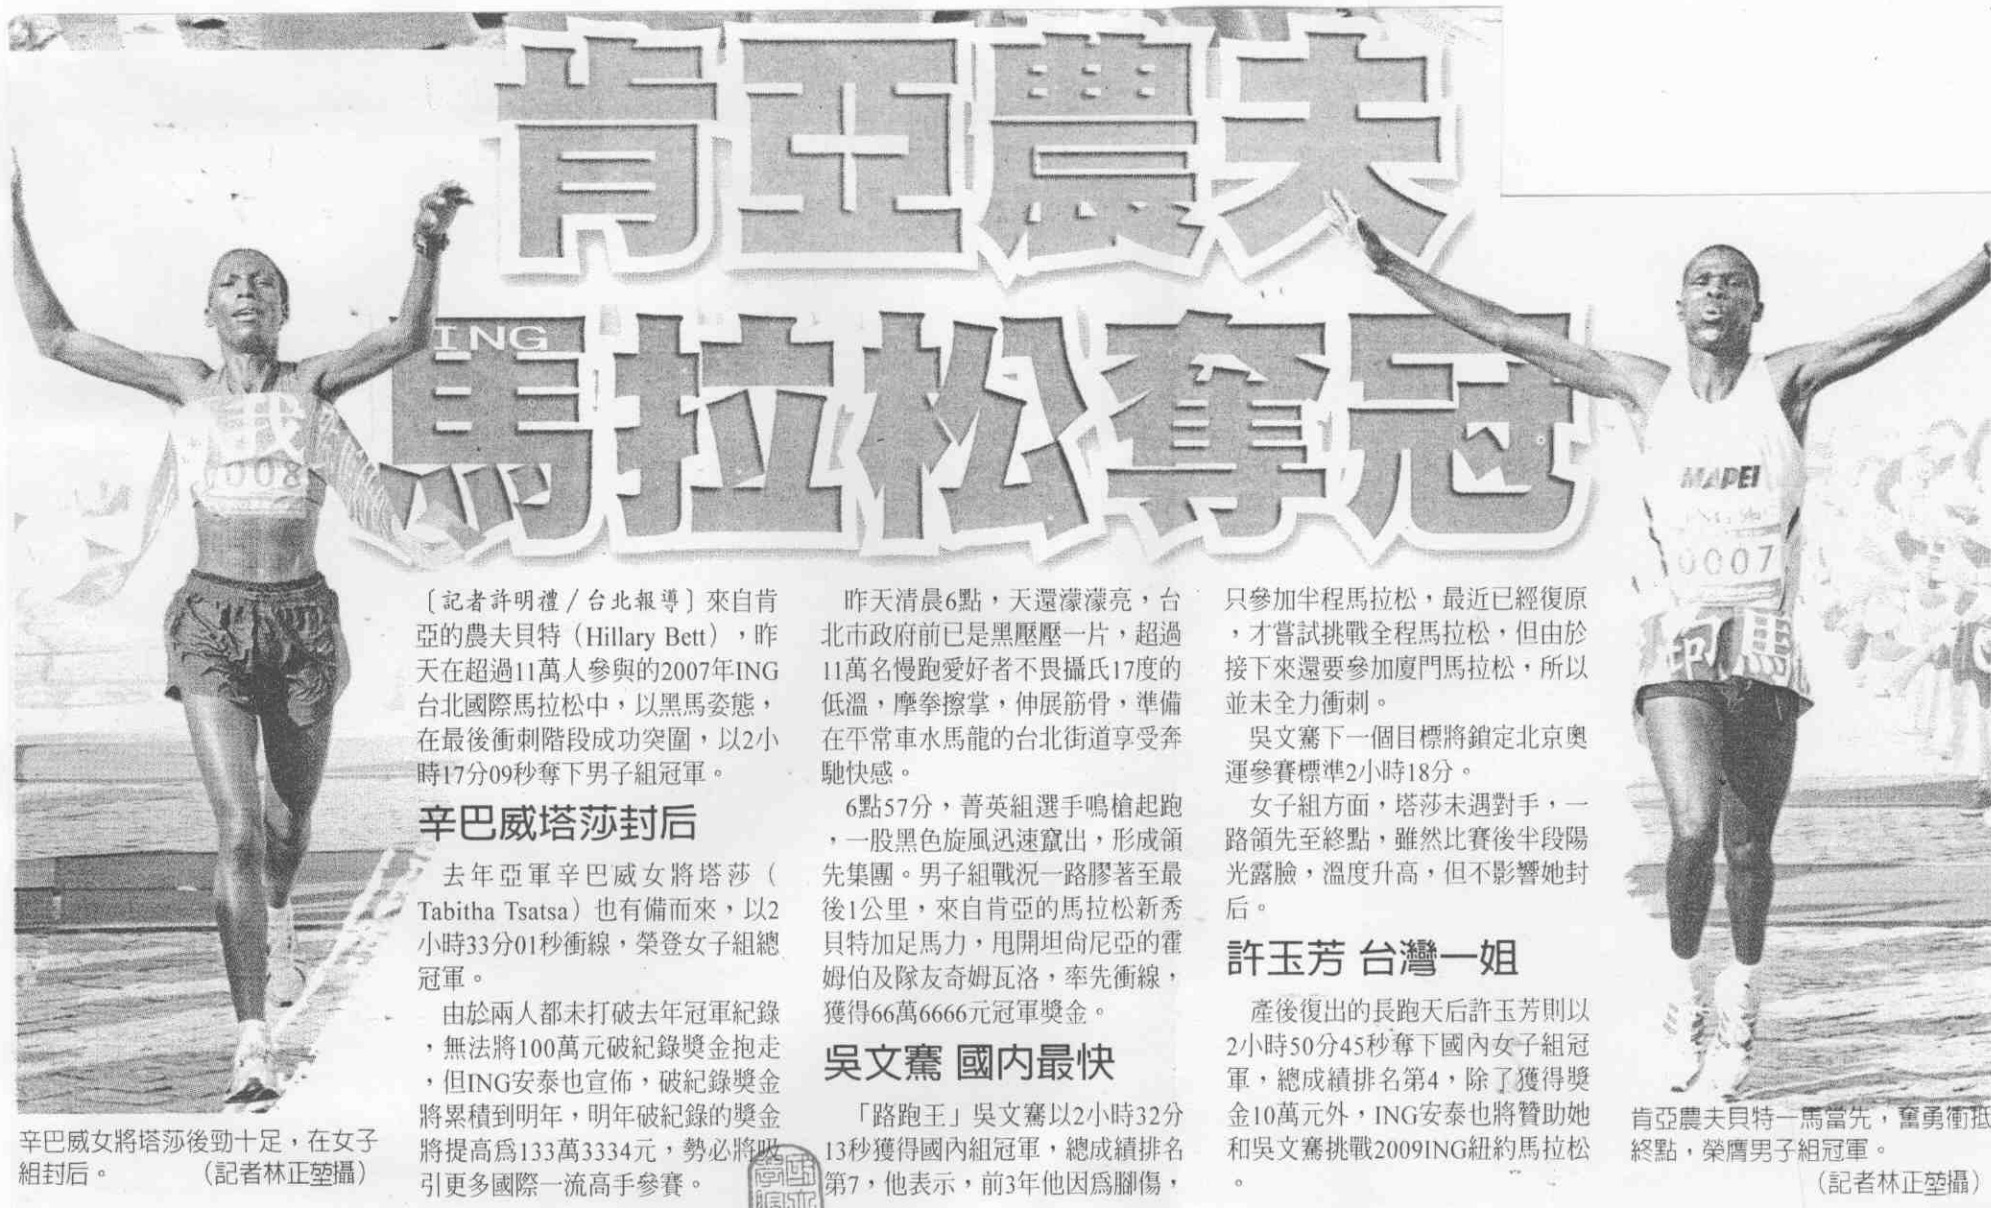 肯亞農夫
ING
馬拉松奪冠
〔記者許明禮/台北報導〕來自肯
亞的農夫貝特(Hillary Bett),昨
天在超過11萬人參與的2007年ING
台北國際馬拉松中,以黑馬姿態,
在最後衝刺階段成功突圍,以2小
時17分09秒奪下男子組冠軍。
辛巴威塔莎封后
去年亞軍辛巴威女將塔莎(
Tabitha Tsatsa)也有備而來,以2
小時33分01秒衝線,榮登女子組總
冠軍。
由於兩人都未打破去年冠軍紀錄
,無法將100萬元破紀錄獎金抱走
,但ING安泰也宣佈,破紀錄獎金
將累積到明年,明年破紀錄的獎金
將提高為133萬3334元,勢必將吸
引更多國際一流高手參賽。
昨天清晨6點,天還濛濛亮,台
北市政府前已是黑壓壓一片,超過
11萬名慢跑愛好者不畏攝氏17度的
低溫,摩拳擦掌,伸展筋骨,準備
在平常車水馬龍的台北街道享受奔
馳快感。
6點57分,菁英組選手鳴槍起跑
,一股黑色旋風迅速竄出,形成領
先集團。男子組戰況一路膠著至最
後1公里,來自肯亞的馬拉松新秀
貝特加足馬力,甩開坦尚尼亞的霍
姆伯及隊友奇姆瓦洛,率先衝線,
獲得66萬6666元冠軍獎金。
吳文騫 國內最快
「路跑王」吳文騫以2小時32分
13秒獲得國內組冠軍,總成績排名
第7,他表示,前3年他因為腳傷,
只參加半程馬拉松,最近已經復原
,才嘗試挑戰全程馬拉松,但由於
接下來還要參加廈門馬拉松,所以
並未全力衝刺。
吳文騫下一個目標將鎖定北京奧
運參賽標準2小時18分。
女子組方面,塔莎未遇對手,一
路領先至終點,雖然比賽後半段陽
光露臉,溫度升高,但不影響她封
后。
許玉芳 台灣一姐
產後復出的長跑天后許玉芳則以
2小時50分45秒奪下國內女子組冠
軍,總成績排名第4,除了獲得獎
金10萬元外,ING安泰也將贊助她
和吳文騫挑戰2009ING紐約馬拉松
。
辛巴威女將塔莎後勁十足,在女子
組封后。 (記者林正堃攝)
肯亞農夫貝特一馬當先,奮勇衝抵
終點,榮膺男子組冠軍。
(記者林正堃攝)
我
008
MAPEI
0007
馬